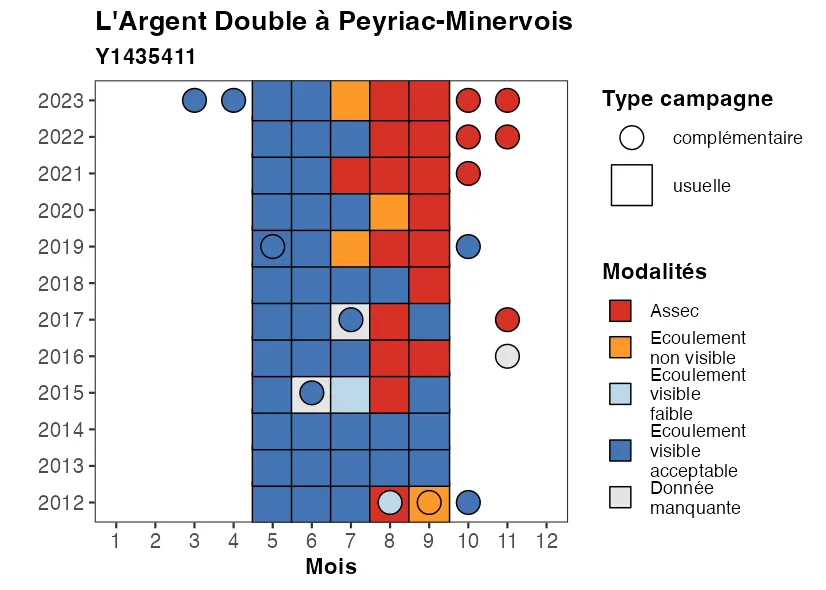 L'Argent Double à Peyriac-Minervois
Y1435411
2023
2022
2021
2020
2019
2018
2017
2016
2015
2014
2013
2012
1 2 3 4 5 6 7 8 9 10 11 12
Mois
Type campagne
complémentaire
usuelle
Modalités
Assec
Ecoulement
non visible
Ecoulement
visible
faible
Ecoulement
visible
acceptable
Donnée
manquante